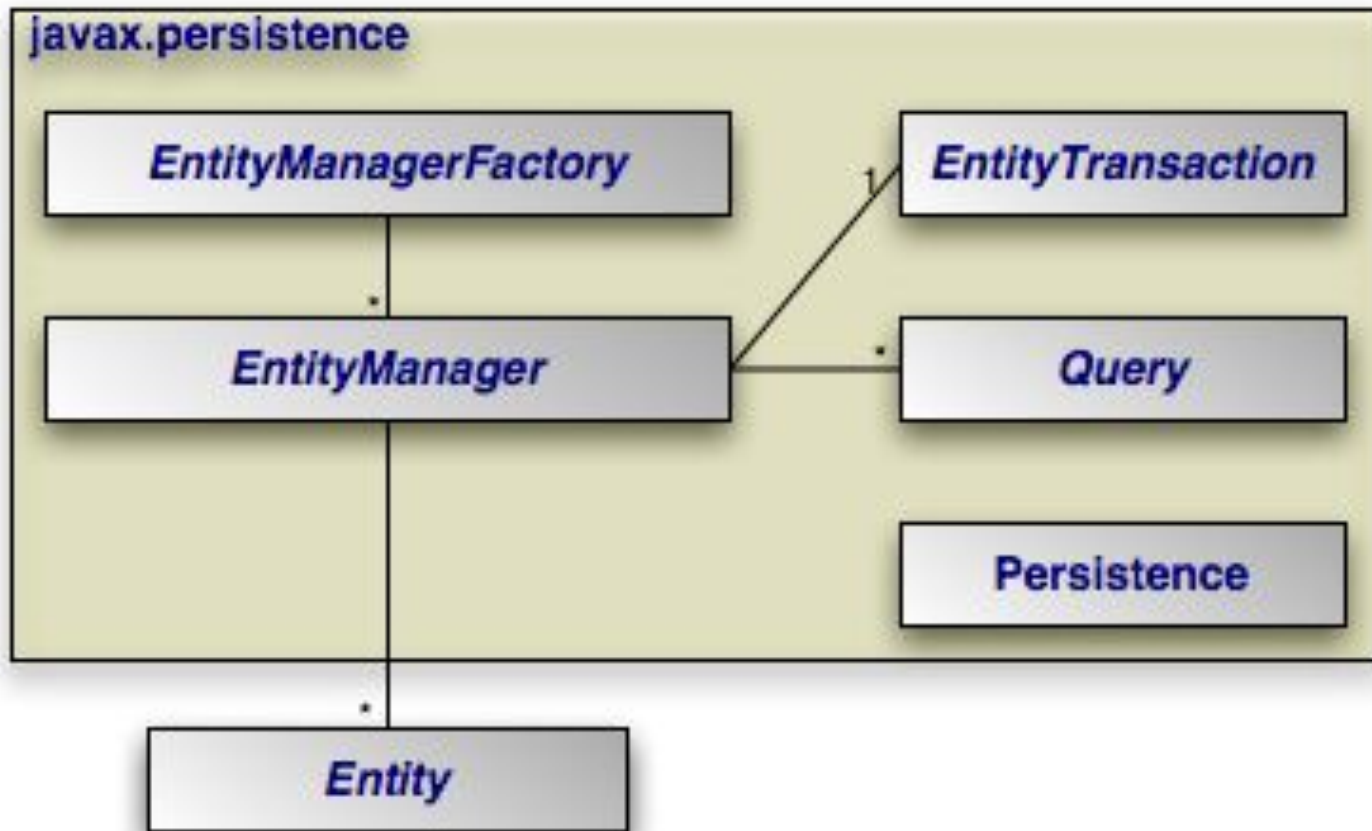 javax.persistence
EntityManagerFactory
EntityTransaction
1
*
EntityManager
*
Query
Persistence
*
Entity